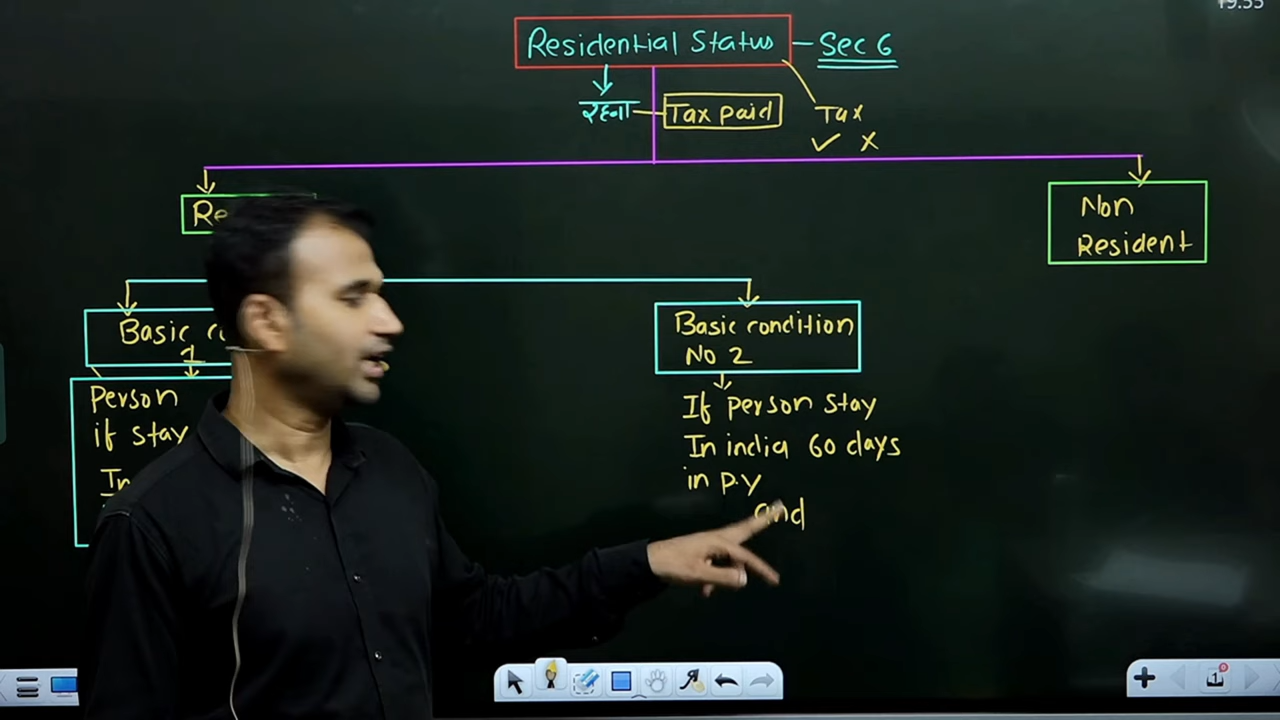 Residential Status — Sec 6
रहना — Tax paid
Tax
✓ X
Re
Non
Resident
Basic
1
Person
if stay
In
Basic condition
No 2
If person stay
In india 60 days
in p.y
and
1